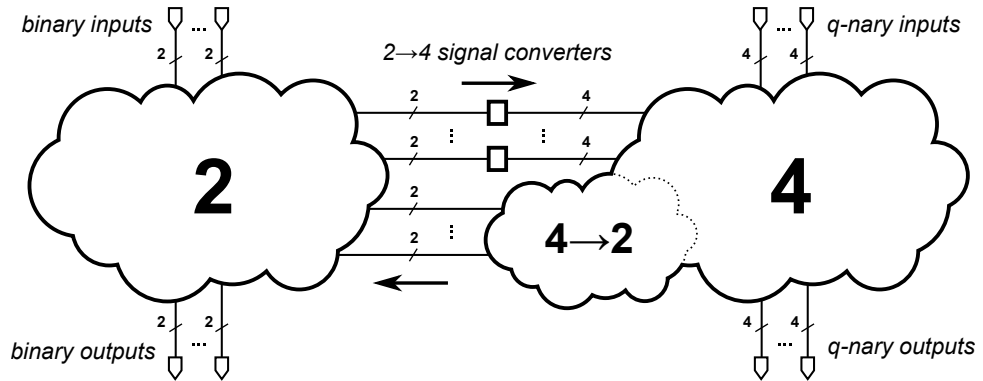 binary inputs ... ... q-nary inputs
2 2 4 4
2→4 signal converters
2 4
... ...
2 4
2 4
2
... 4→2
2
2 2 4 4
binary outputs ... ... q-nary outputs